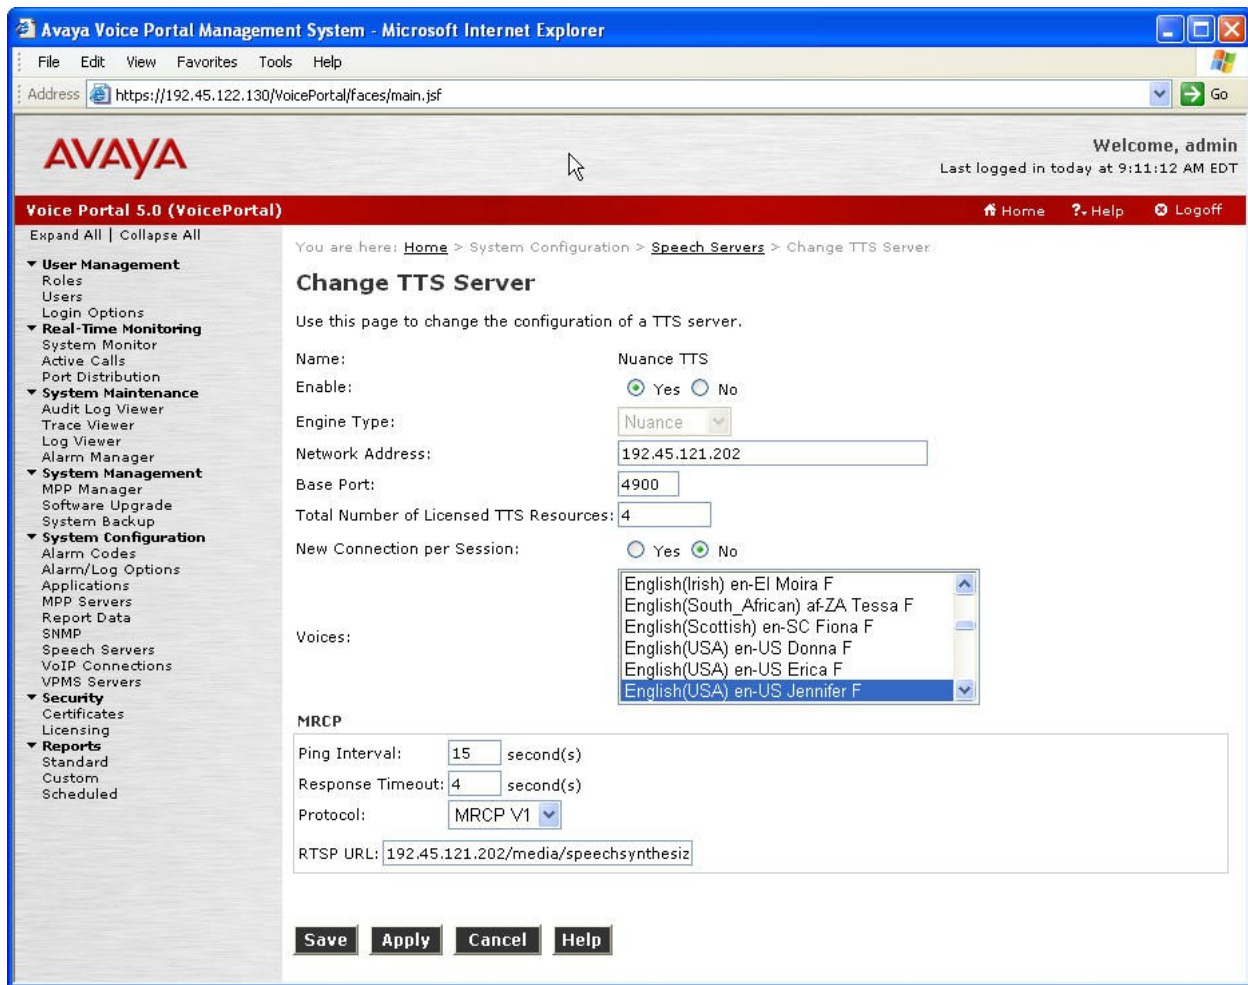 Avaya Voice Portal Management System - Microsoft Internet Explorer
File Edit View Favorites Tools Help
Address https://192.45.122.130/VoicePortal/faces/main.jsf Go
AVAYA
Welcome, admin
Last logged in today at 9:11:12 AM EDT
Voice Portal 5.0 (VoicePortal) Home ? Help Logoff
Expand All | Collapse All
User Management
Roles
Users
Login Options
Real-Time Monitoring
System Monitor
Active Calls
Port Distribution
System Maintenance
Audit Log Viewer
Trace Viewer
Log Viewer
Alarm Manager
System Management
MPP Manager
Software Upgrade
System Backup
System Configuration
Alarm Codes
Alarm/Log Options
Applications
MPP Servers
Report Data
SNMP
Speech Servers
VoIP Connections
VPMS Servers
Security
Certificates
Licensing
Reports
Standard
Custom
Scheduled
You are here: Home > System Configuration > Speech Servers > Change TTS Server
Change TTS Server
Use this page to change the configuration of a TTS server.
Name: Nuance TTS
Enable: Yes No
Engine Type: Nuance
Network Address: 192.45.121.202
Base Port: 4900
Total Number of Licensed TTS Resources: 4
New Connection per Session: Yes No
Voices:
English(Irish) en-EI Moira F
English(South_African) af-ZA Tessa F
English(Scottish) en-SC Fiona F
English(USA) en-US Donna F
English(USA) en-US Erica F
English(USA) en-US Jennifer F
MRCP
Ping Interval: 15 second(s)
Response Timeout: 4 second(s)
Protocol: MRCP V1
RTSP URL: 192.45.121.202/media/speechsynthesiz
Save Apply Cancel Help